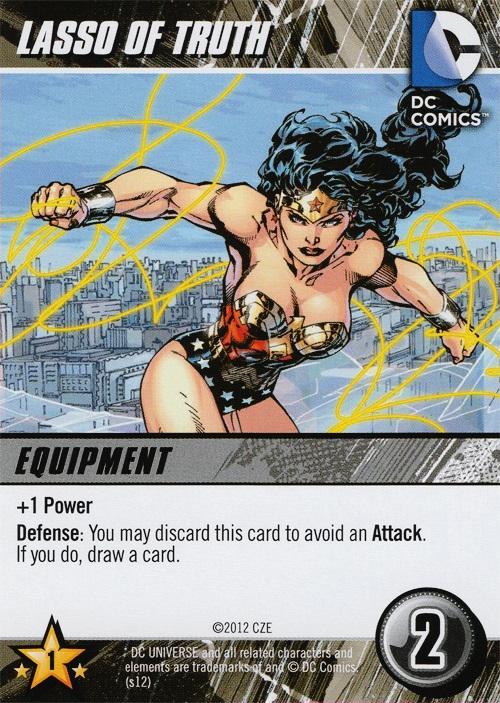 LASSO OF TRUTH
DC
DC
COMICS™
EQUIPMENT
+1 Power
Defense: You may discard this card to avoid an Attack.
If you do, draw a card.
©2012 CZE
1
DC UNIVERSE and all related characters and
elements are trademarks of and © DC Comics.
(s12)
2